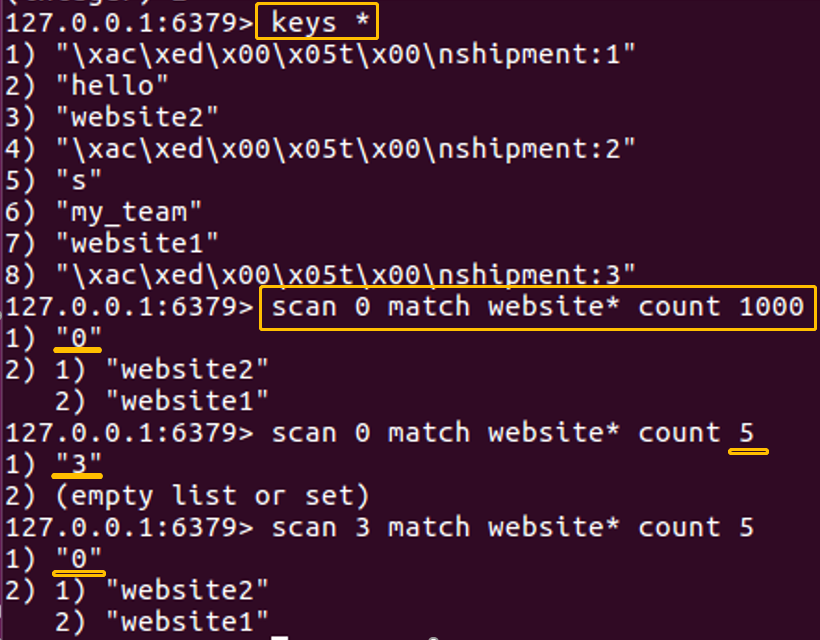 127.0.0.1:6379> keys *
1) "\xac\xed\x00\x05t\x00\nshipment:1"
2) "hello"
3) "website2"
4) "\xac\xed\x00\x05t\x00\nshipment:2"
5) "s"
6) "my_team"
7) "website1"
8) "\xac\xed\x00\x05t\x00\nshipment:3"
127.0.0.1:6379> scan 0 match website* count 1000
1) "0"
2) 1) "website2"
   2) "website1"
127.0.0.1:6379> scan 0 match website* count 5
1) "3"
2) (empty list or set)
127.0.0.1:6379> scan 3 match website* count 5
1) "0"
2) 1) "website2"
   2) "website1"